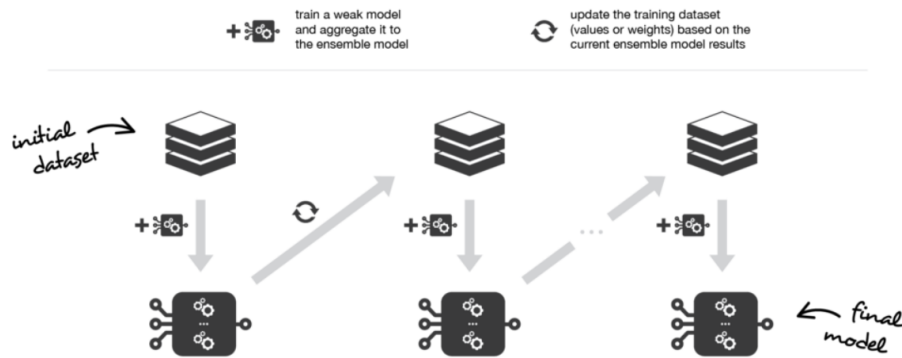 train a weak model
and aggregate it to
the ensemble model
update the training dataset
(values or weights) based on the
current ensemble model results
initial
dataset
...
final
model